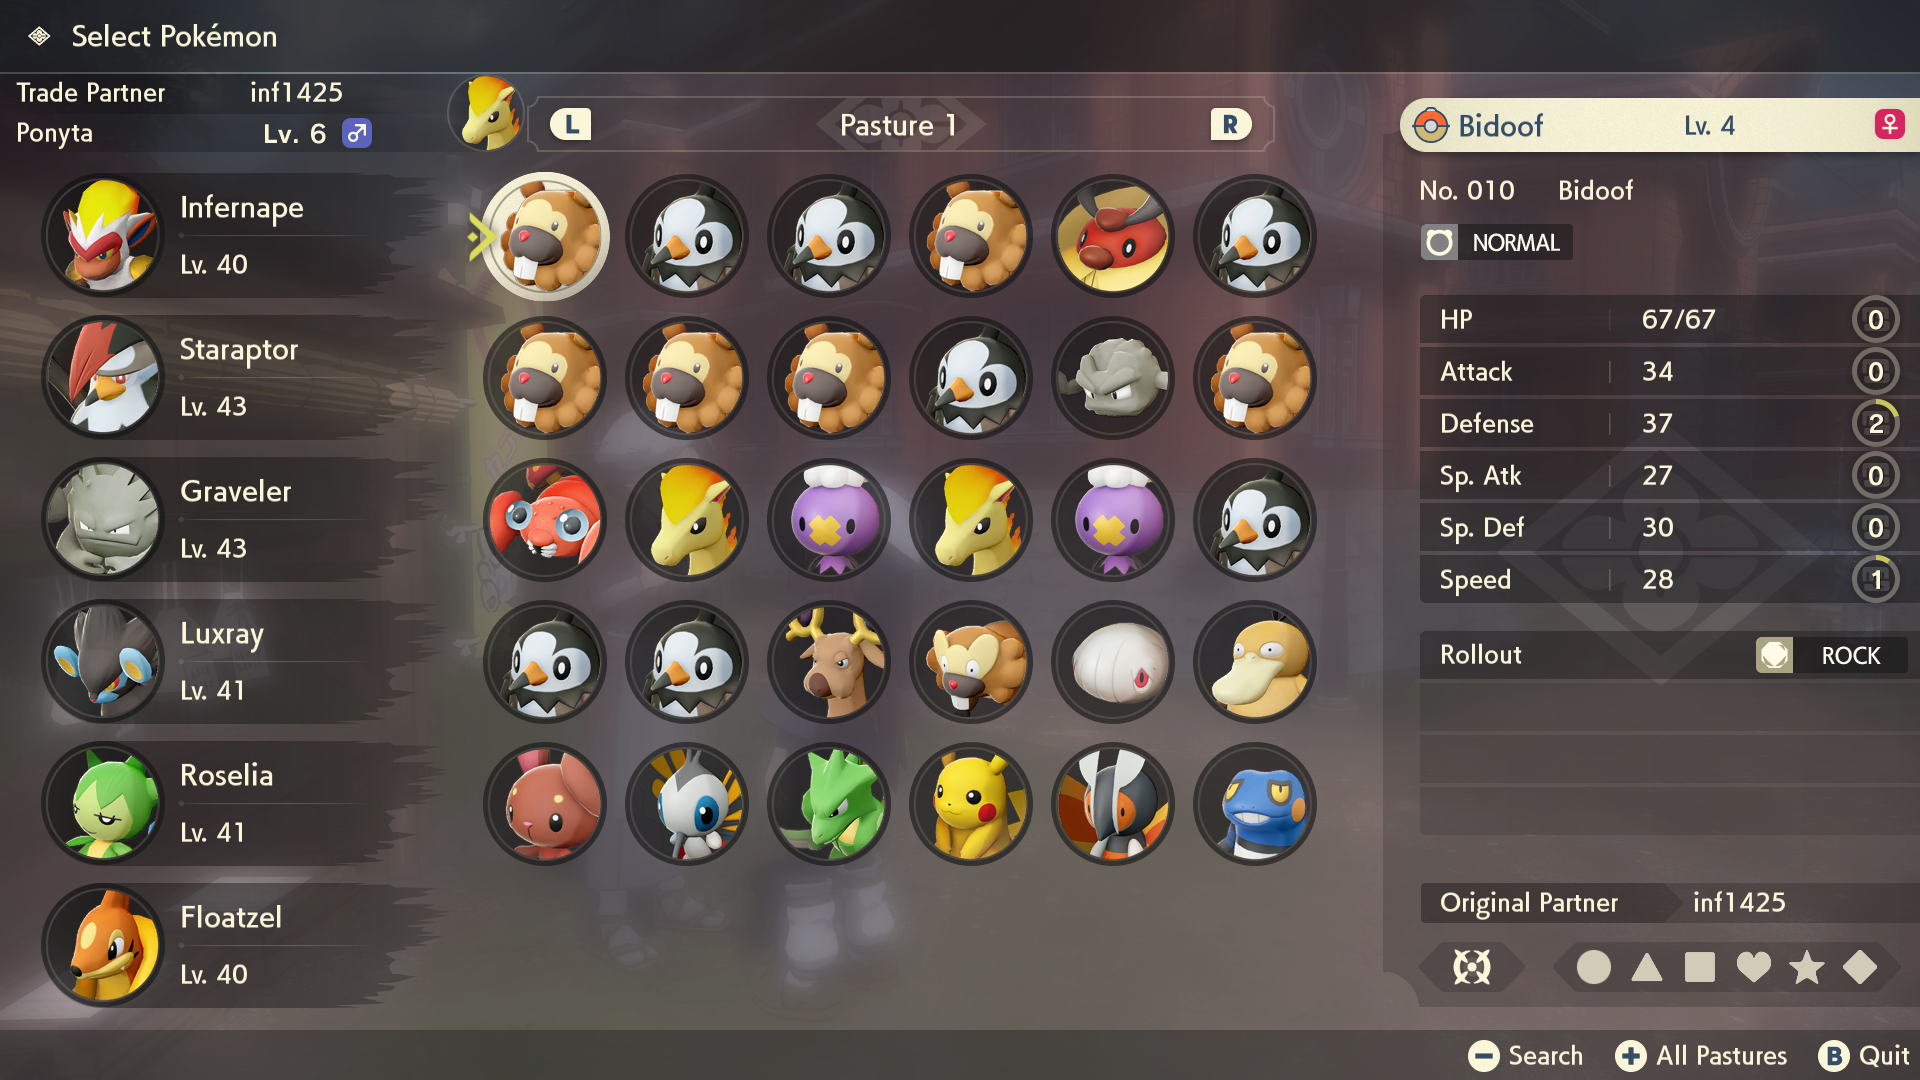 Select Pokémon
Trade Partner inf1425
Ponyta Lv. 6 ♂
L Pasture 1 R
Infernape
Lv. 40
Staraptor
Lv. 43
Graveler
Lv. 43
Luxray
Lv. 41
Roselia
Lv. 41
Floatzel
Lv. 40
Bidoof Lv. 4 ♀
No. 010 Bidoof
NORMAL
HP 67/67 0
Attack 34 0
Defense 37 2
Sp. Atk 27 0
Sp. Def 30 0
Speed 28 1
Rollout ROCK
Original Partner inf1425
Search All Pastures B Quit